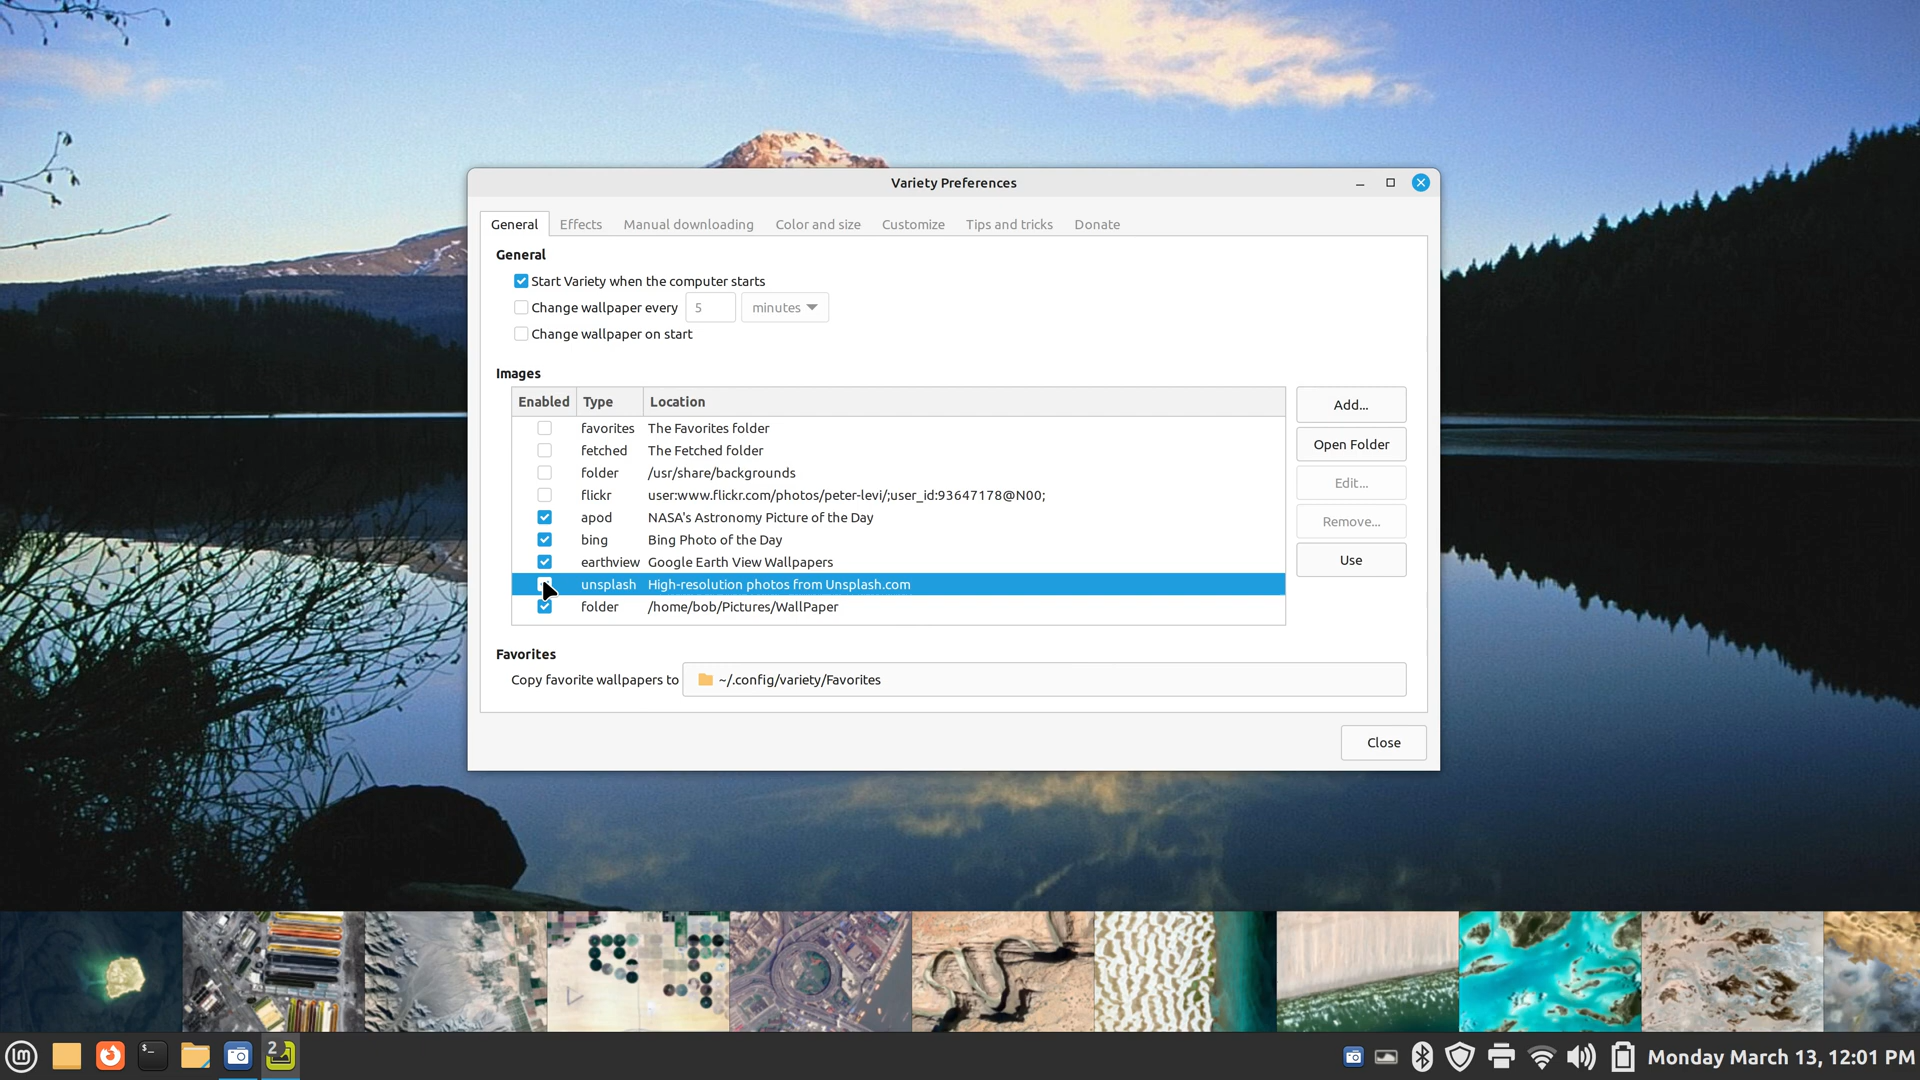 Variety Preferences
General Effects Manual downloading Color and size Customize Tips and tricks Donate
General
Start Variety when the computer starts
Change wallpaper every 5 minutes
Change wallpaper on start
Images
Enabled Type Location
favorites The Favorites folder
fetched The Fetched folder
folder /usr/share/backgrounds
flickr user:www.flickr.com/photos/peter-levi/;user_id:93647178@N00;
apod NASA's Astronomy Picture of the Day
bing Bing Photo of the Day
earthview Google Earth View Wallpapers
unsplash High-resolution photos from Unsplash.com
folder /home/bob/Pictures/WallPaper
Add...
Open Folder
Edit...
Remove...
Use
Favorites
Copy favorite wallpapers to ~/.config/variety/Favorites
Close
2
Monday March 13, 12:01 PM